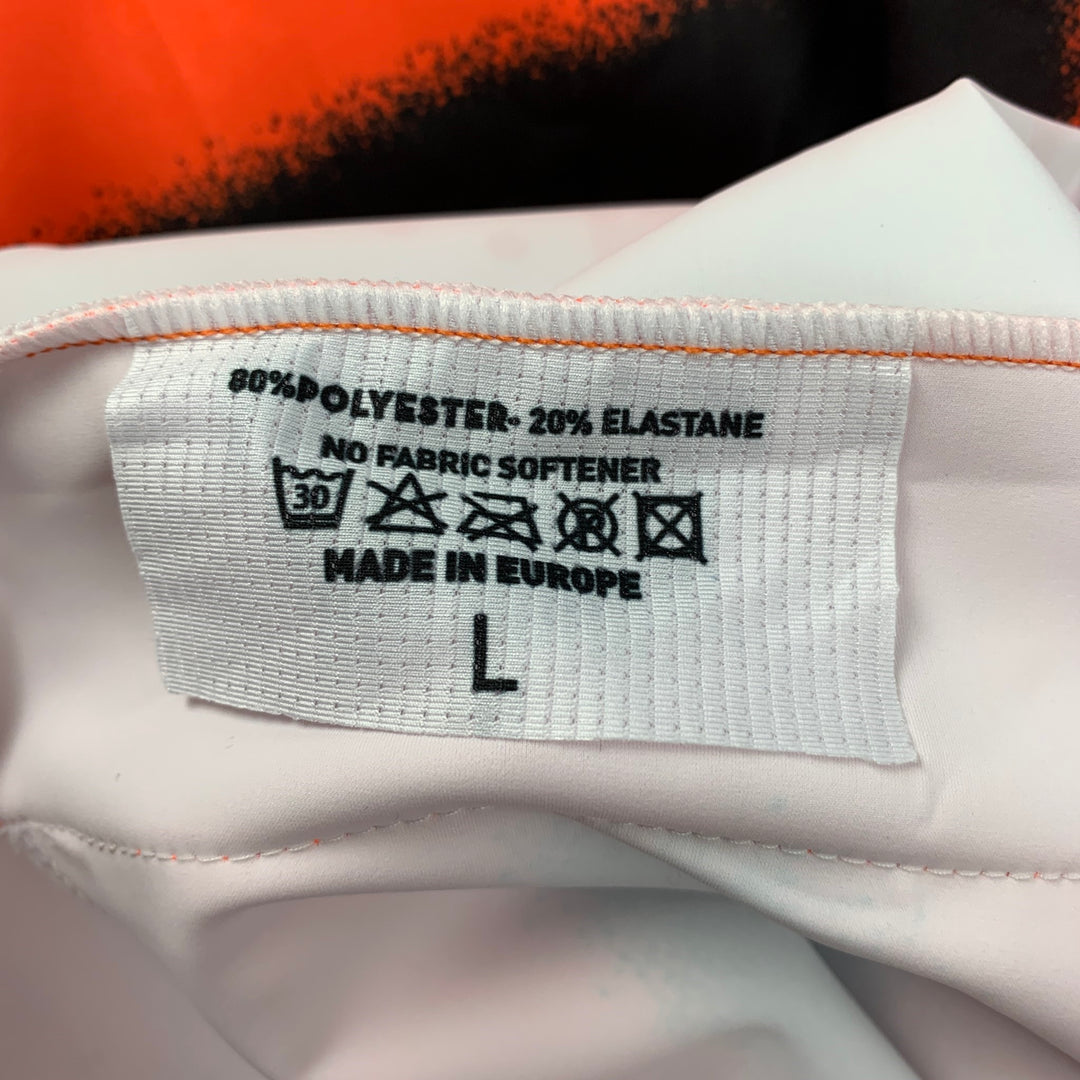 80%POLYESTER- 20% ELASTANE
NO FABRIC SOFTENER
30
MADE IN EUROPE
L